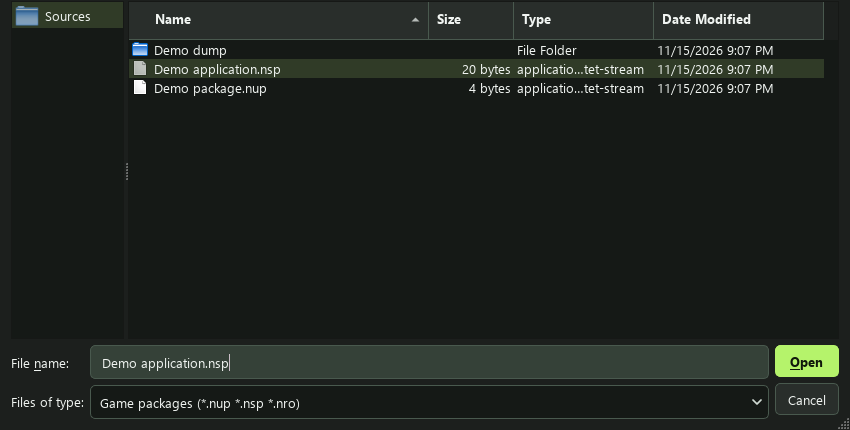 Sources
Name Size Type Date Modified
Demo dump File Folder 11/15/2026 9:07 PM
Demo application.nsp 20 bytes applicatio...tet-stream 11/15/2026 9:07 PM
Demo package.nup 4 bytes applicatio...tet-stream 11/15/2026 9:07 PM
File name: Demo application.nsp Open
Files of type: Game packages (*.nup *.nsp *.nro) Cancel